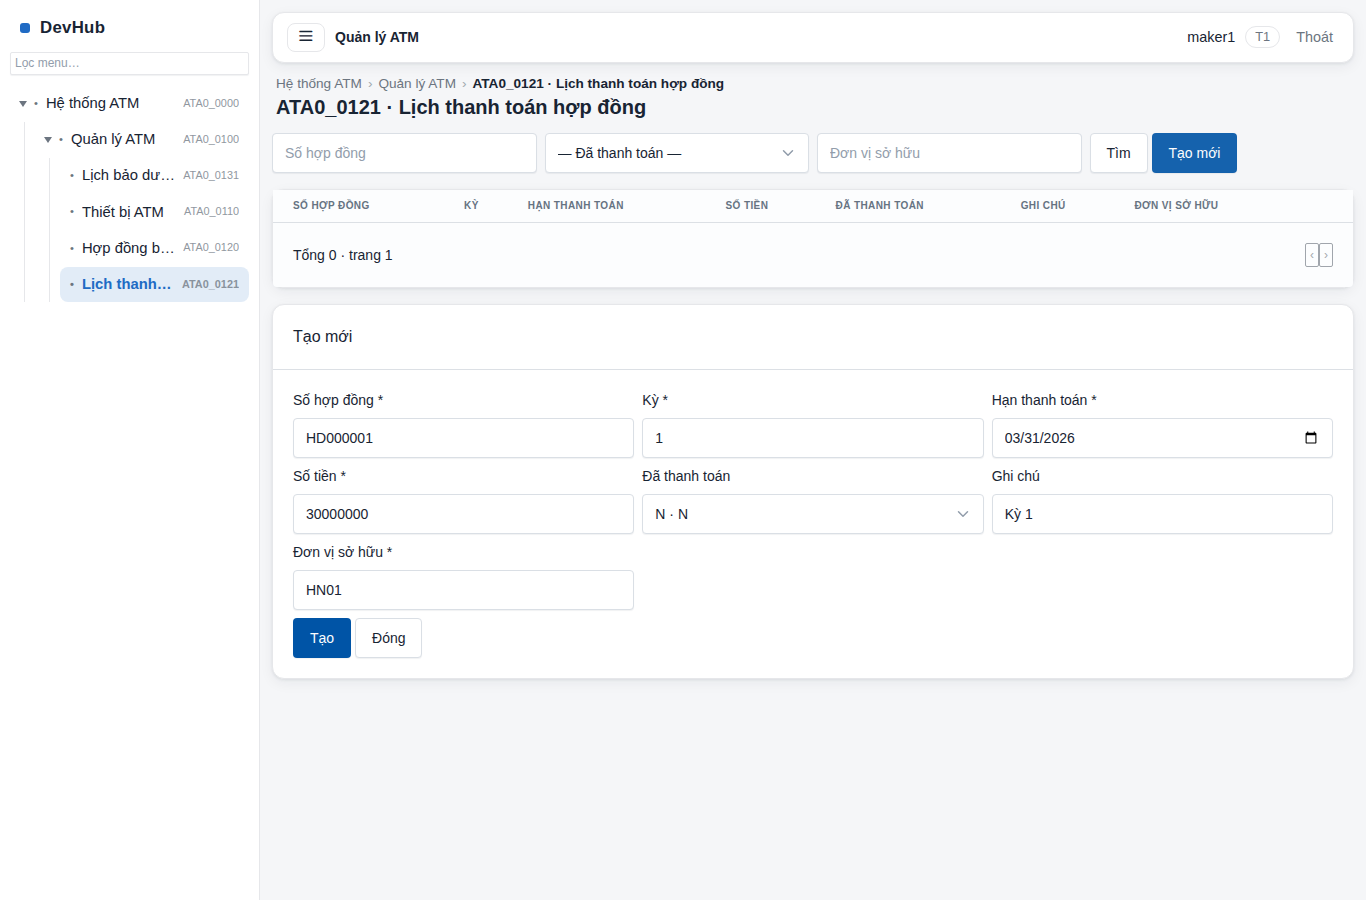 DevHub
Lọc menu…
Hệ thống ATM ATA0_0000
Quản lý ATM ATA0_0100
Lịch bảo dư… ATA0_0131
Thiết bị ATM ATA0_0110
Hợp đồng b… ATA0_0120
Lịch thanh… ATA0_0121
Quản lý ATM
maker1 T1 Thoát
Hệ thống ATM › Quản lý ATM › ATA0_0121 · Lịch thanh toán hợp đồng
ATA0_0121 · Lịch thanh toán hợp đồng
Số hợp đồng — Đã thanh toán — Đơn vị sở hữu Tìm Tạo mới
SỐ HỢP ĐỒNG KỲ HẠN THANH TOÁN SỐ TIỀN ĐÃ THANH TOÁN GHI CHÚ ĐƠN VỊ SỞ HỮU
Tổng 0 · trang 1 ‹ ›
Tạo mới
Số hợp đồng * Kỳ * Hạn thanh toán *
HD000001 1 03/31/2026
Số tiền * Đã thanh toán Ghi chú
30000000 N · N Kỳ 1
Đơn vị sở hữu *
HN01
Tạo Đóng